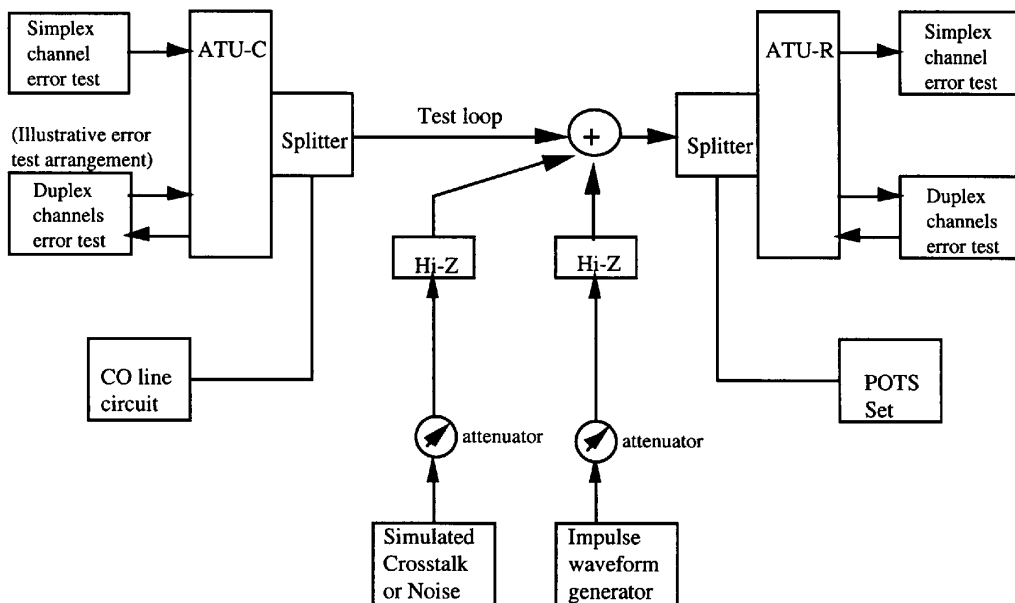 Simplex
channel
error test
ATU-C
(Illustrative error
test arrangement)
Duplex
channels
error test
Splitter
Test loop
+
Splitter
ATU-R
Simplex
channel
error test
Duplex
channels
error test
Hi-Z
Hi-Z
CO line
circuit
POTS
Set
attenuator
attenuator
Simulated
Crosstalk
or Noise
Impulse
waveform
generator